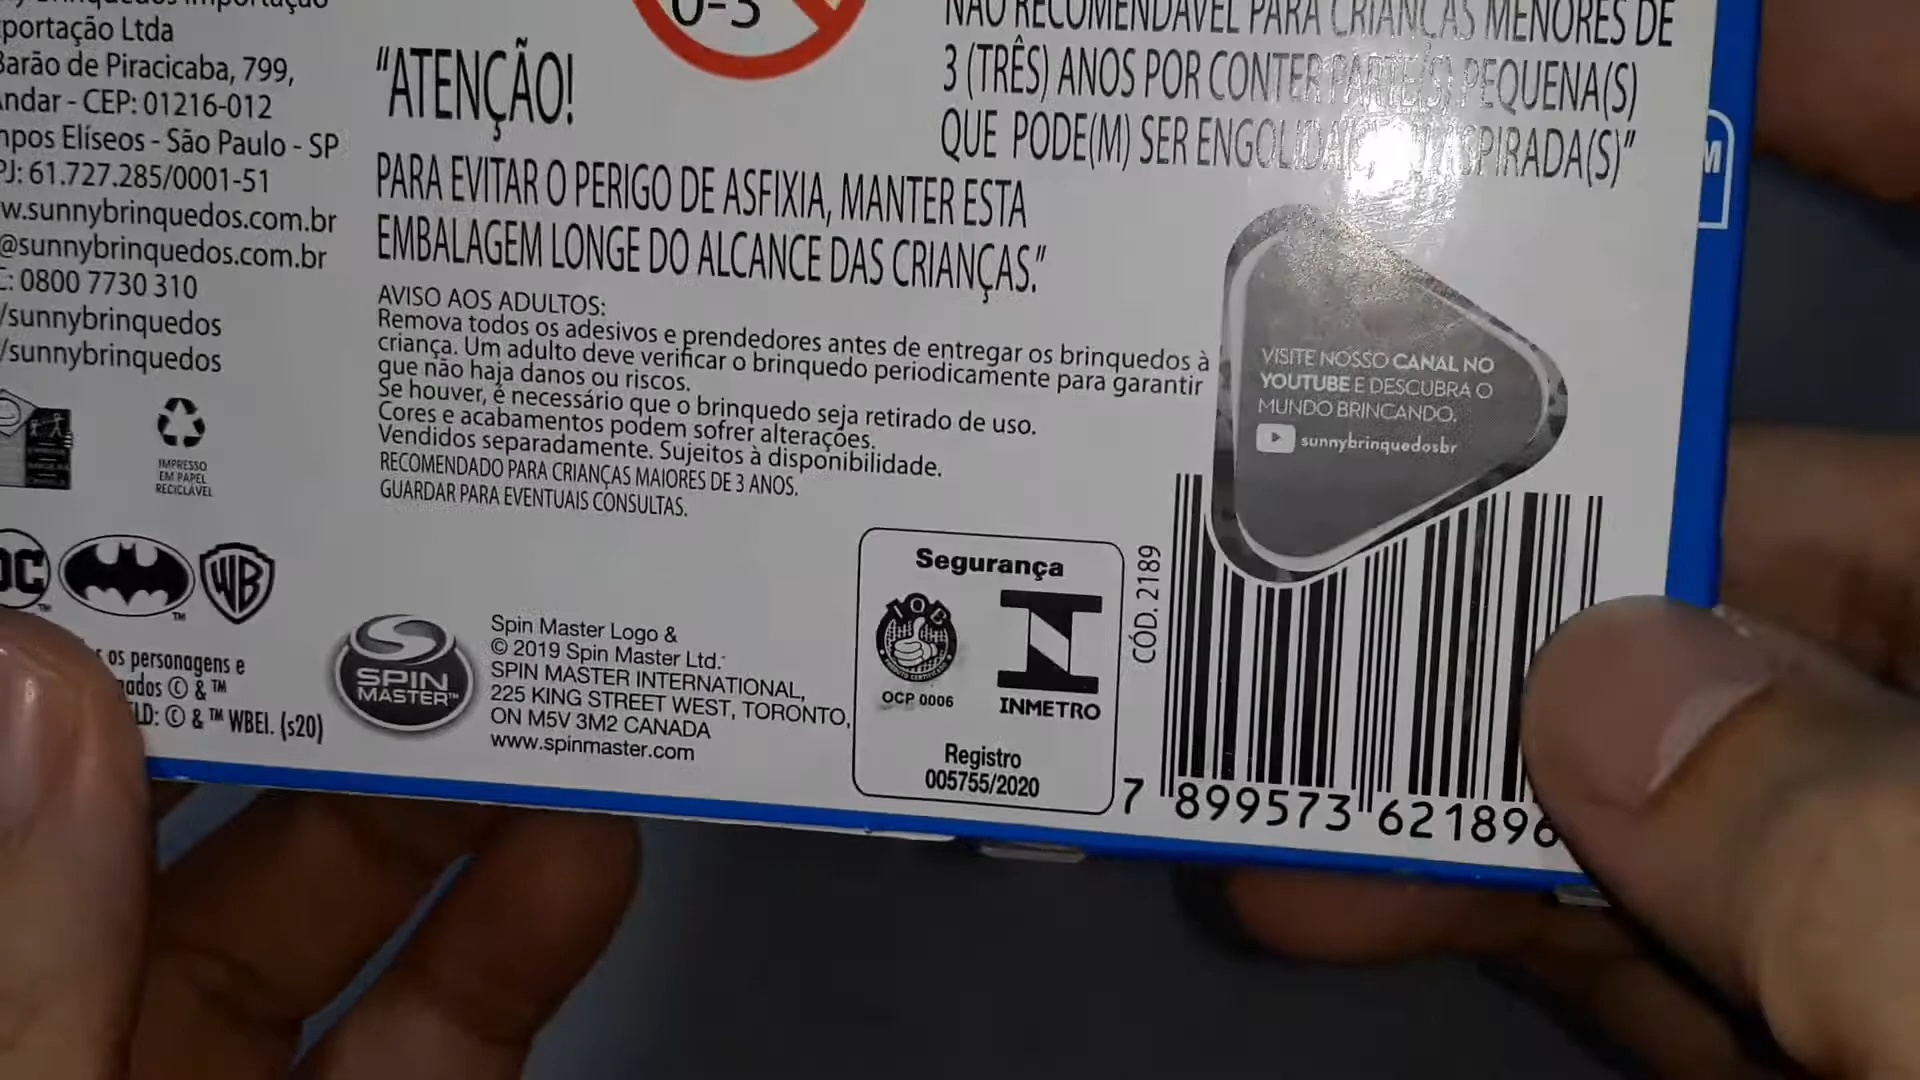 portação Ltda
Barão de Piracicaba, 799,
ndar - CEP: 01216-012
mpos Elíseos - São Paulo - SP
PJ: 61.727.285/0001-51
w.sunnybrinquedos.com.br
@sunnybrinquedos.com.br
C: 0800 7730 310
/sunnybrinquedos
/sunnybrinquedos
IMPRESSO
EM PAPEL
RECICLÁVEL
DC
WB
os personagens e
ados © & ™
LD: © & ™ WBEI. (s20)
0-3
"ATENÇÃO!
PARA EVITAR O PERIGO DE ASFIXIA, MANTER ESTA
EMBALAGEM LONGE DO ALCANCE DAS CRIANÇAS."
AVISO AOS ADULTOS:
Remova todos os adesivos e prendedores antes de entregar os brinquedos à
criança. Um adulto deve verificar o brinquedo periodicamente para garantir
que não haja danos ou riscos.
Se houver, é necessário que o brinquedo seja retirado de uso.
Cores e acabamentos podem sofrer alterações.
Vendidos separadamente. Sujeitos à disponibilidade.
RECOMENDADO PARA CRIANÇAS MAIORES DE 3 ANOS.
GUARDAR PARA EVENTUAIS CONSULTAS.
SPIN
MASTER™
Spin Master Logo &
© 2019 Spin Master Ltd.
SPIN MASTER INTERNATIONAL,
225 KING STREET WEST, TORONTO,
ON M5V 3M2 CANADA
www.spinmaster.com
NÃO RECOMENDÁVEL PARA CRIANÇAS MENORES DE
3 (TRÊS) ANOS POR CONTER PARTE(S) PEQUENA(S)
QUE PODE(M) SER ENGOLIDA(S) ASPIRADA(S)"
M
VISITE NOSSO CANAL NO
YOUTUBE E DESCUBRA O
MUNDO BRINCANDO.
sunnybrinquedosbr
Segurança
IQB
OCP 0006
INMETRO
Registro
005755/2020
CÓD. 2189
7 899573 621896